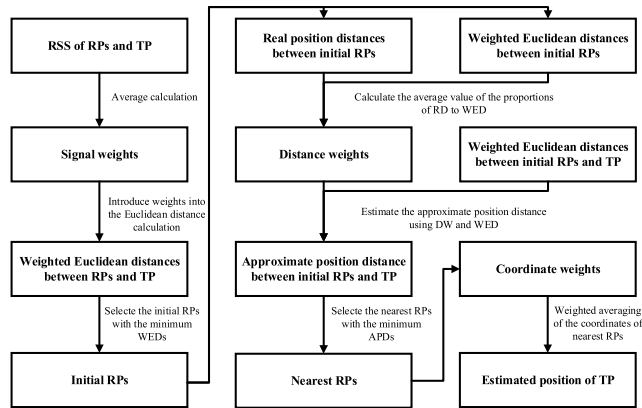 RSS of RPs and TP
Average calculation
Signal weights
Introduce weights into
the Euclidean distance
calculation
Weighted Euclidean distances
between RPs and TP
Selecte the initial RPs
with the minimum
WEDs
Initial RPs
Real position distances
between initial RPs
Weighted Euclidean distances
between initial RPs
Calculate the average value of the proportions
of RD to WED
Distance weights
Weighted Euclidean distances
between initial RPs and TP
Estimate the approximate position distance
using DW and WED
Approximate position distance
between initial RPs and TP
Selecte the nearest RPs
with the minimum
APDs
Nearest RPs
Coordinate weights
Weighted averaging
of the coordinates of
nearest RPs
Estimated position of TP